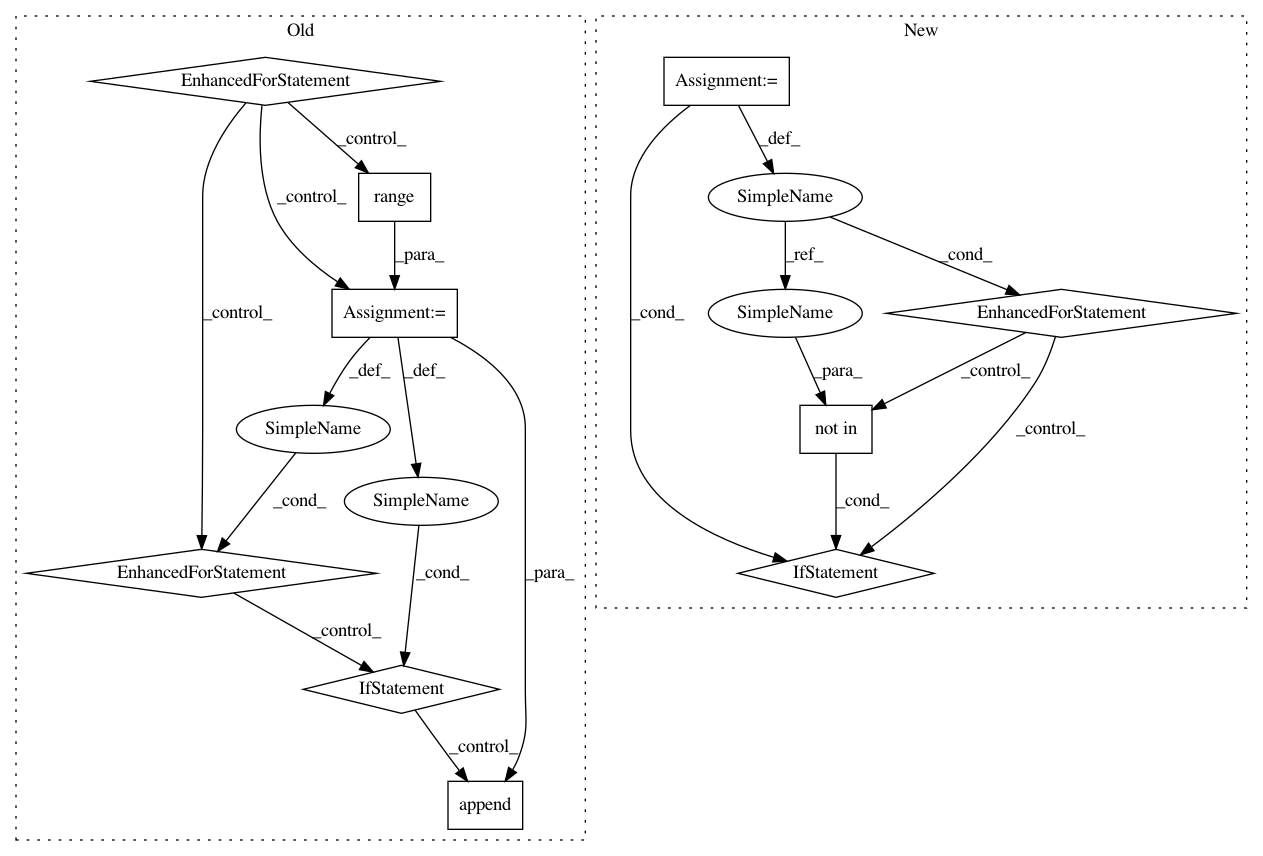 Old
New
EnhancedForStatement
Assignment:=
_control_
_def_
range
SimpleName
_control_
_para_
_ref_
_cond_
_control_
Assignment:=
_cond_
SimpleName
EnhancedForStatement
_def_
_def_
_para_
_control_
SimpleName
not in
_control_
SimpleName
_cond_
_cond_
EnhancedForStatement
_cond_
_para_
IfStatement
_control_
IfStatement
_control_
append